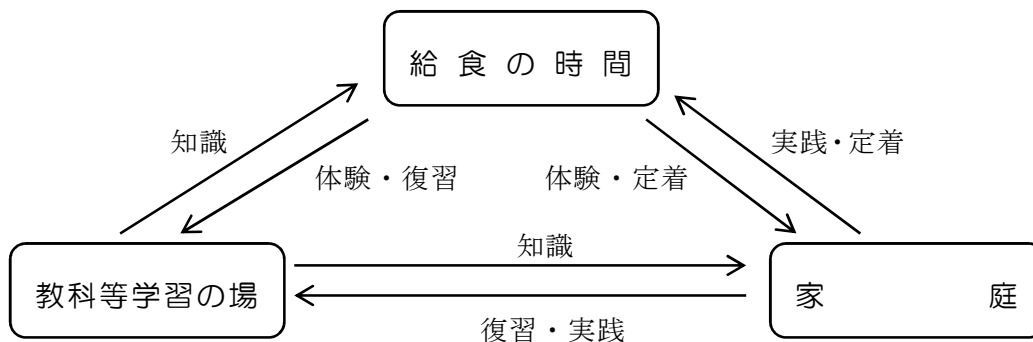 給食の時間
知識
実践・定着
体験・復習
体験・定着
知識
教科等学習の場
家庭
復習・実践